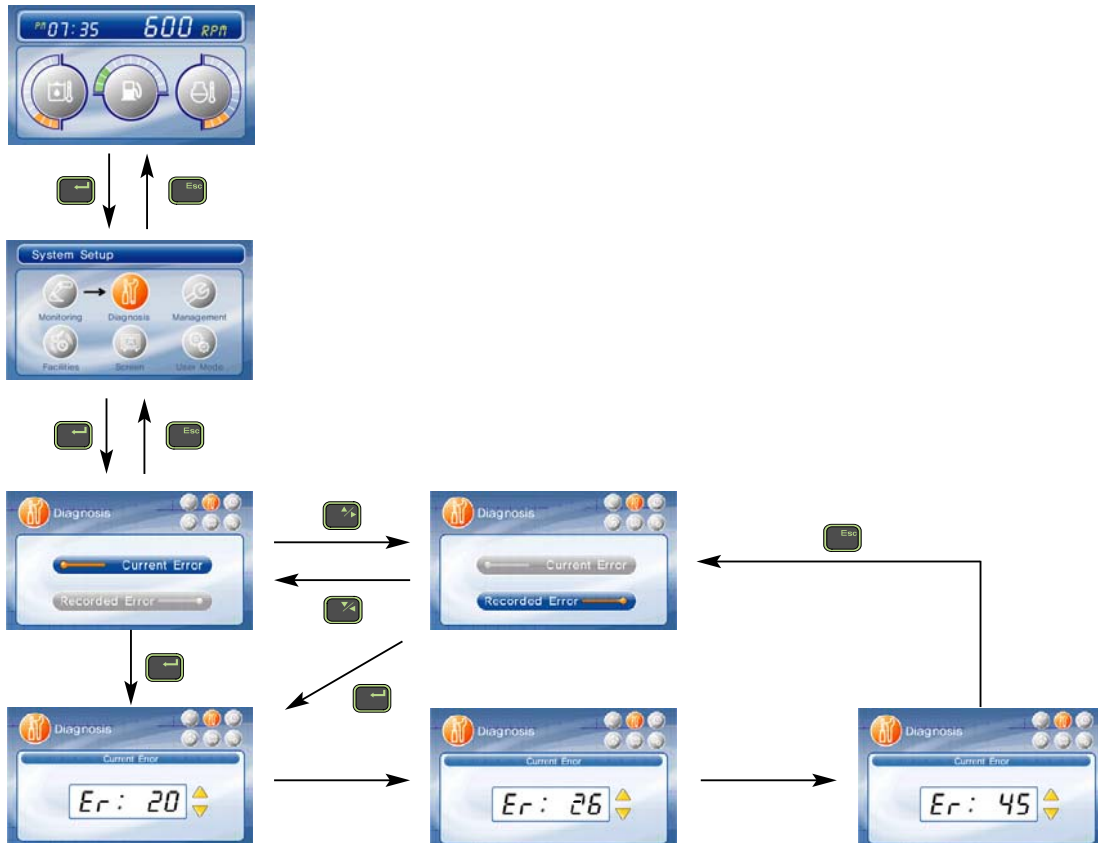 PM 07:35 600 RPM
Esc
System Setup
Monitoring Diagnosis Management
Facilities Screen User Mode
Esc
Diagnosis
Current Error
Recorded Error
Diagnosis
Current Error
Recorded Error
Esc
Diagnosis
Current Error
Er: 20
Diagnosis
Current Error
Er: 26
Diagnosis
Current Error
Er: 45